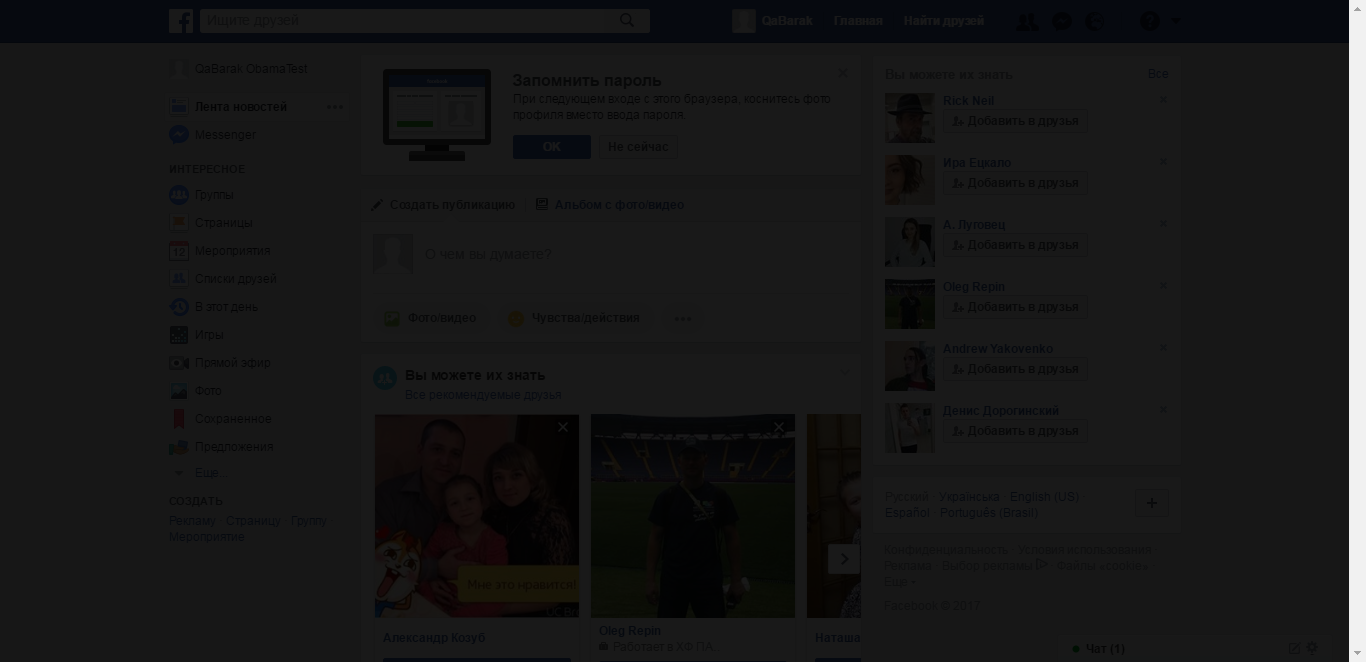 Ищите друзей
QaBarak
Главная
Найти друзей
QaBarak ObamaTest
Лента новостей
Messenger
ИНТЕРЕСНОЕ
Группы
Страницы
Мероприятия
12
Списки друзей
В этот день
Игры
Прямой эфир
Фото
Сохраненное
Предложения
Еще...
СОЗДАТЬ
Рекламу Страницу Группу
Мероприятие
Запомнить пароль
При следующем входе с этого браузера, коснитесь фото
профиля вместо ввода пароля.
OK
Не сейчас
Создать публикацию
Альбом с фото/видео
О чем вы думаете?
Фото/видео
Чувства/действия
Вы можете их знать
Все рекомендуемые друзья
Мне это нравится!
Александр Козуб
Oleg Repin
Работает в ХФ ПА...
Наташа
Вы можете их знать
Все
Rick Neil
Добавить в друзья
Ира Ецкало
Добавить в друзья
А. Луговец
Добавить в друзья
Oleg Repin
Добавить в друзья
Andrew Yakovenko
Добавить в друзья
Денис Дорогинский
Добавить в друзья
Русский · Українська · English (US) ·
Español · Português (Brasil)
Конфиденциальность · Условия использования ·
Реклама · Выбор рекламы · Файлы «cookie» ·
Еще
Facebook © 2017
Чат (1)